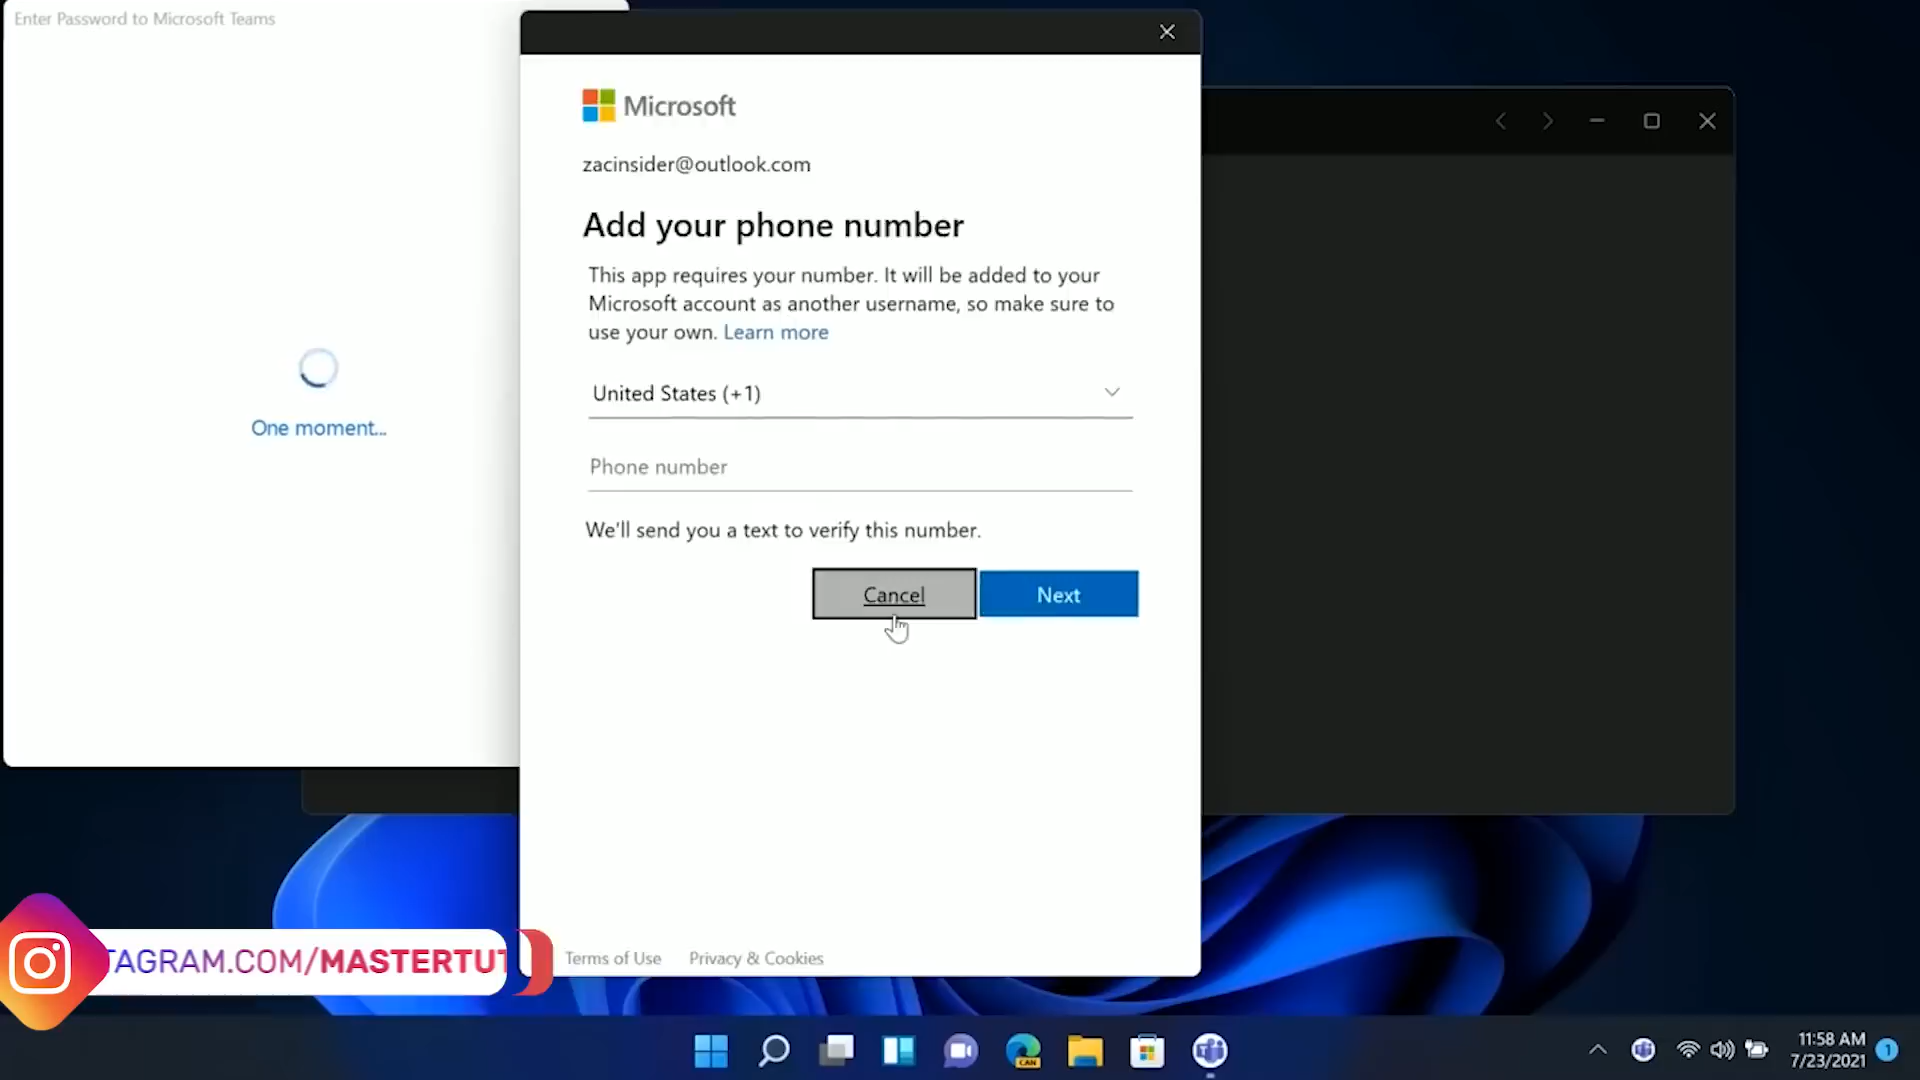 Enter Password to Microsoft Teams
One moment...
Microsoft
zacinsider@outlook.com
Add your phone number
This app requires your number. It will be added to your
Microsoft account as another username, so make sure to
use your own. Learn more
United States (+1)
Phone number
We'll send you a text to verify this number.
Cancel
Next
Terms of Use
Privacy & Cookies
TAGRAM.COM/MASTERTUT
CAN
11:58 AM
7/23/2021
1